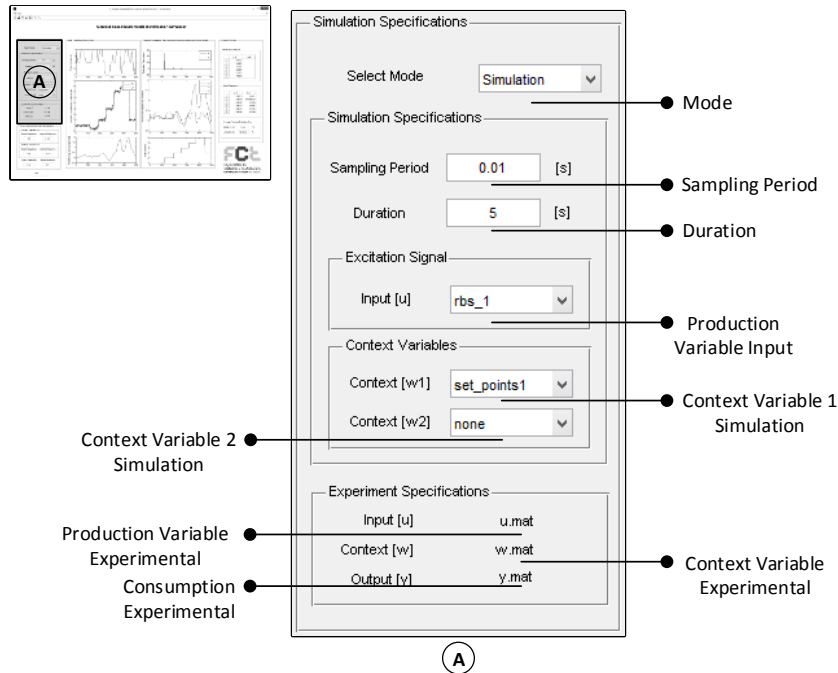 A
FCt
Simulation Specifications
Select Mode
Simulation
Mode
Simulation Specifications
Sampling Period
0.01
[s]
Sampling Period
Duration
5
[s]
Duration
Excitation Signal
Input [u]
rbs_1
Production
Variable Input
Context Variables
Context [w1]
set_points1
Context Variable 1
Simulation
Context [w2]
none
Context Variable 2
Simulation
Experiment Specifications
Input [u]
u.mat
Production Variable
Experimental
Context [w]
w.mat
Context Variable
Experimental
Output [y]
y.mat
Consumption
Experimental
A